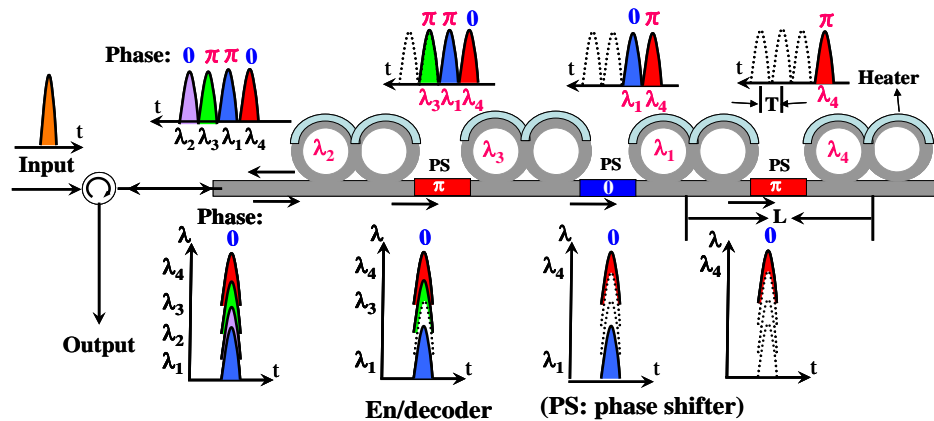 Phase:
0 π π 0
t
λ₂ λ₃ λ₁ λ₄
π π 0
t
λ₃ λ₁ λ₄
0 π
t
λ₁ λ₄
π
t
T
λ₄
Heater
t
Input
λ₂
λ₃
λ₁
λ₄
PS
π
PS
0
PS
π
L
Phase:
0
λ
λ₄
λ₃
λ₂
λ₁
t
0
λ
λ₄
λ₃
λ₁
t
0
λ
λ₄
λ₁
t
0
λ
λ₄
t
Output
En/decoder
(PS: phase shifter)